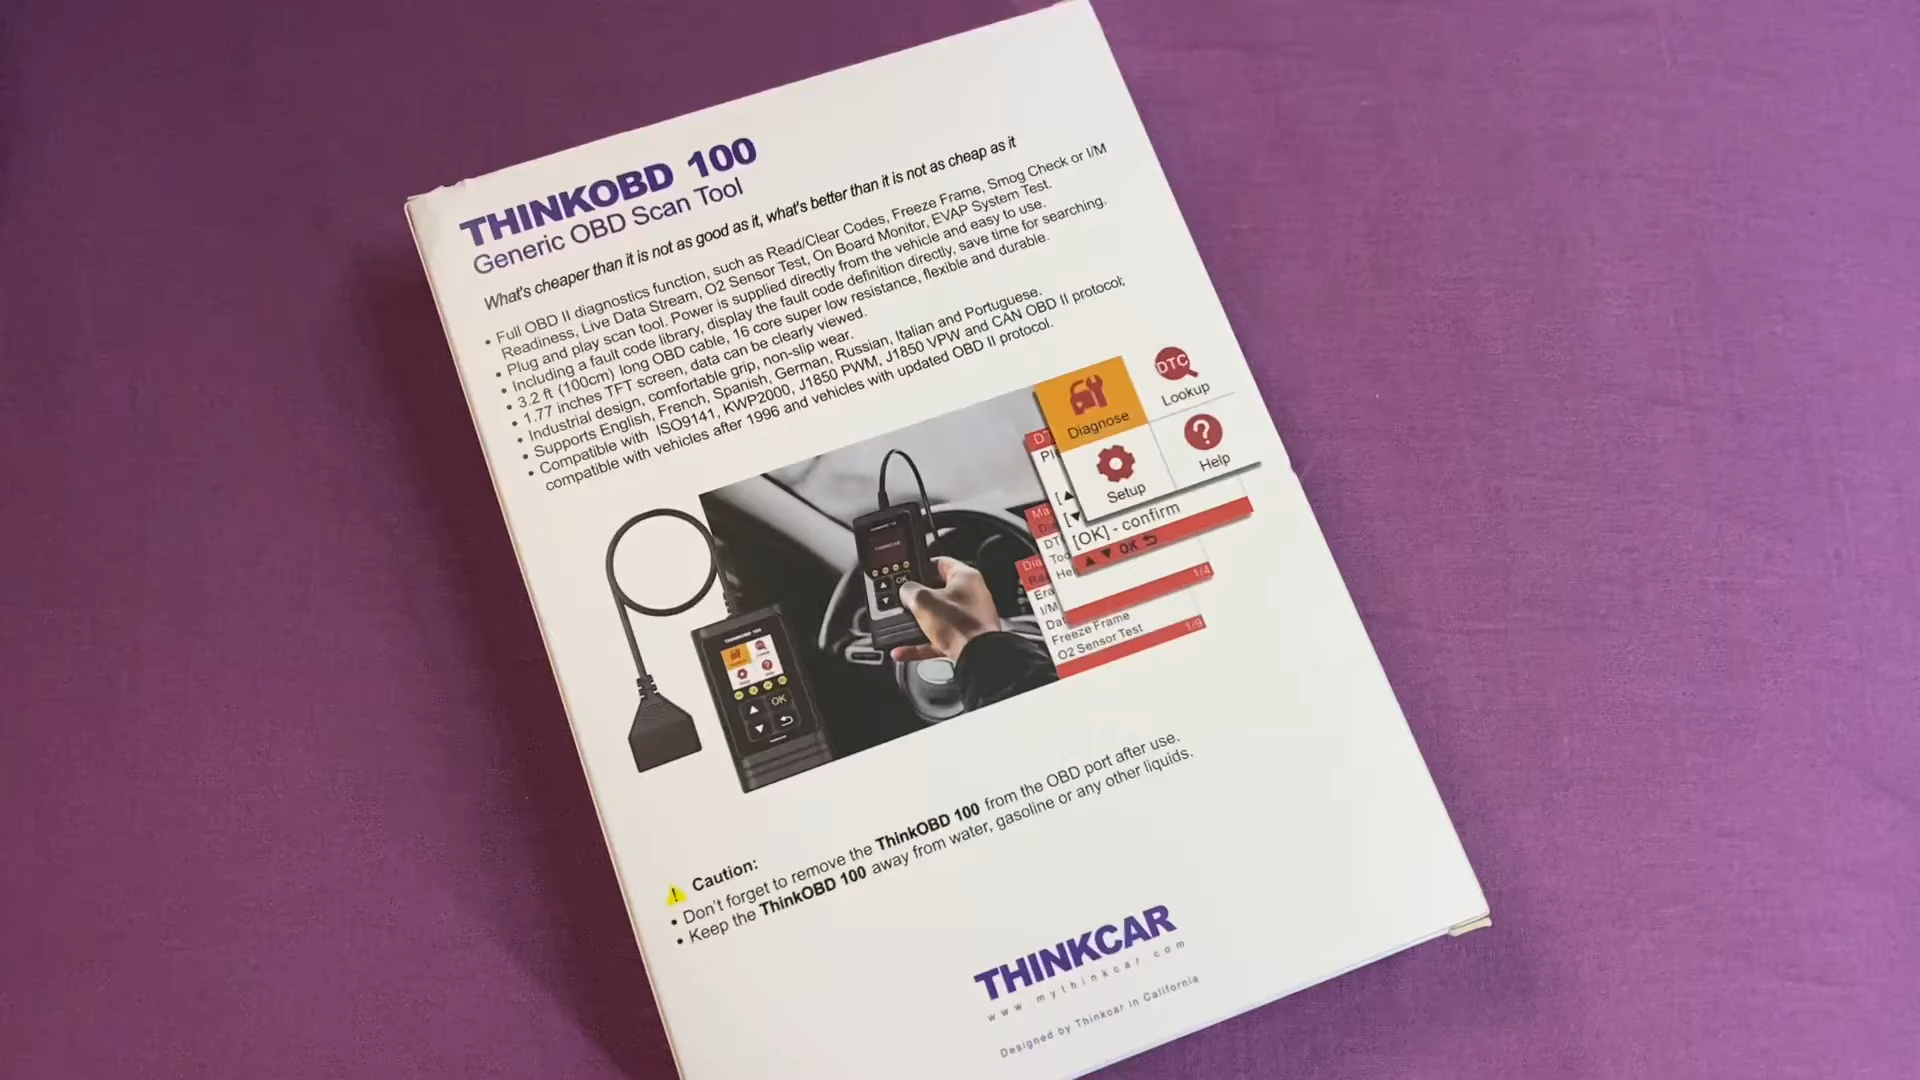 THINKOBD 100
Generic OBD Scan Tool
What's cheaper than it is not as good as it, what's better than it is not as cheap as it
• Full OBD II diagnostics function, such as Read/Clear Codes, Freeze Frame, Smog Check or I/M
Readiness, Live Data Stream, O2 Sensor Test, On Board Monitor, EVAP System Test.
• Plug and play scan tool. Power is supplied directly from the vehicle and easy to use.
• Including a fault code library, display the fault code definition directly, save time for searching.
• 3.2 ft (100cm) long OBD cable, 16 core super low resistance, flexible and durable.
• 1.77 inches TFT screen, data can be clearly viewed.
• Industrial design, comfortable grip, non-slip wear.
• Supports English, French, Spanish, German, Russian, Italian and Portuguese.
• Compatible with ISO9141, KWP2000, J1850 PWM, J1850 VPW and CAN OBD II protocol;
compatible with vehicles after 1996 and vehicles with updated OBD II protocol.
DTC
Diagnose
Lookup
Setup
Help
[OK] - confirm
OK
1/4
Freeze Frame
O2 Sensor Test
1/9
THINKCAR
OK
THINKOBD 100
OK
Caution:
• Don't forget to remove the ThinkOBD 100 from the OBD port after use.
• Keep the ThinkOBD 100 away from water, gasoline or any other liquids.
THINKCAR
www.mythinkcar.com
Designed by Thinkcar in California